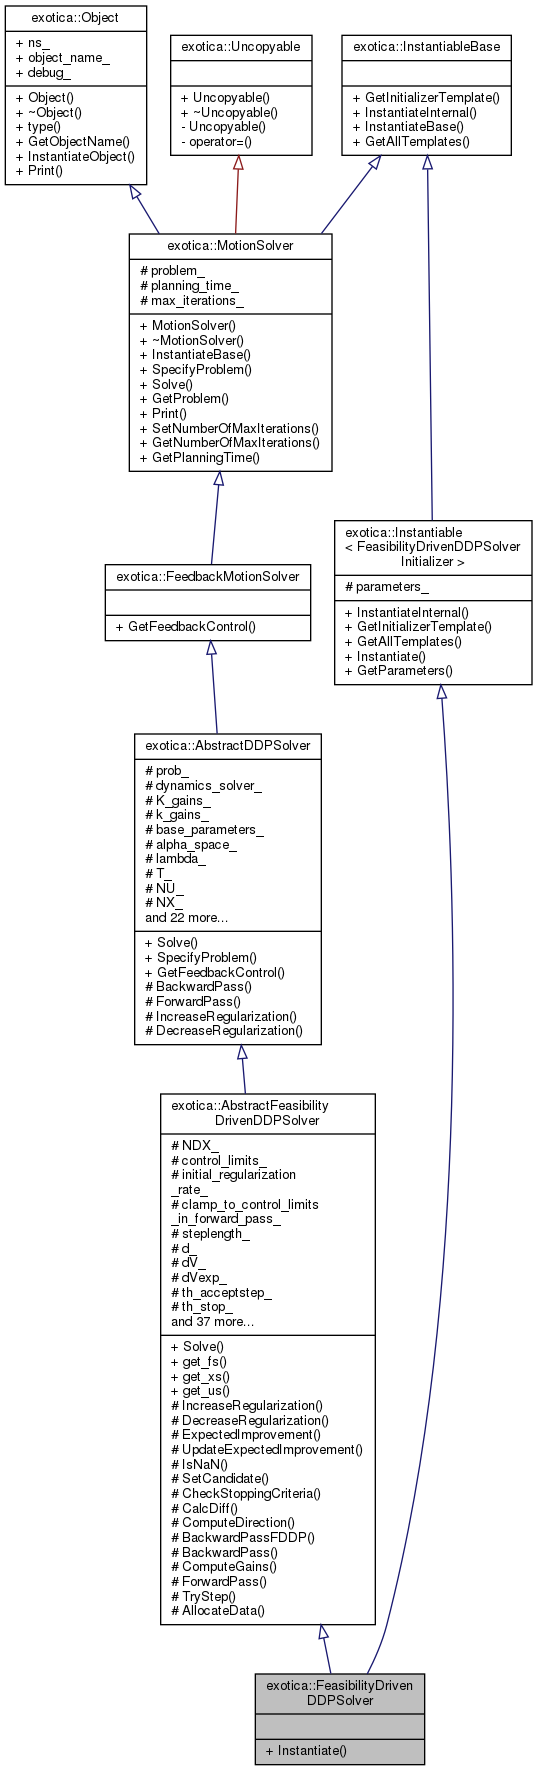 exotica::Object
+ ns_
+ object_name_
+ debug_
+ Object()
+ ~Object()
+ type()
+ GetObjectName()
+ InstantiateObject()
+ Print()
exotica::Uncopyable
+ Uncopyable()
+ ~Uncopyable()
- Uncopyable()
- operator=()
exotica::InstantiableBase
+ GetInitializerTemplate()
+ InstantiateInternal()
+ InstantiateBase()
+ GetAllTemplates()
exotica::MotionSolver
# problem_
# planning_time_
# max_iterations_
+ MotionSolver()
+ ~MotionSolver()
+ InstantiateBase()
+ SpecifyProblem()
+ Solve()
+ GetProblem()
+ Print()
+ SetNumberOfMaxIterations()
+ GetNumberOfMaxIterations()
+ GetPlanningTime()
exotica::Instantiable
< FeasibilityDrivenDDPSolver
Initializer >
# parameters_
+ InstantiateInternal()
+ GetInitializerTemplate()
+ GetAllTemplates()
+ Instantiate()
+ GetParameters()
exotica::FeedbackMotionSolver
+ GetFeedbackControl()
exotica::AbstractDDPSolver
# prob_
# dynamics_solver_
# K_gains_
# k_gains_
# base_parameters_
# alpha_space_
# lambda_
# T_
# NU_
# NX_
and 22 more...
+ Solve()
+ SpecifyProblem()
+ GetFeedbackControl()
# BackwardPass()
# ForwardPass()
# IncreaseRegularization()
# DecreaseRegularization()
exotica::AbstractFeasibility
DrivenDDPSolver
# NDX_
# control_limits_
# initial_regularization
_rate_
# clamp_to_control_limits
_in_forward_pass_
# steplength_
# d_
# dV_
# dVexp_
# th_acceptstep_
# th_stop_
and 37 more...
+ Solve()
+ get_fs()
+ get_xs()
+ get_us()
# IncreaseRegularization()
# DecreaseRegularization()
# ExpectedImprovement()
# UpdateExpectedImprovement()
# IsNaN()
# SetCandidate()
# CheckStoppingCriteria()
# CalcDiff()
# ComputeDirection()
# BackwardPassFDDP()
# BackwardPass()
# ComputeGains()
# ForwardPass()
# TryStep()
# AllocateData()
exotica::FeasibilityDriven
DDPSolver
+ Instantiate()